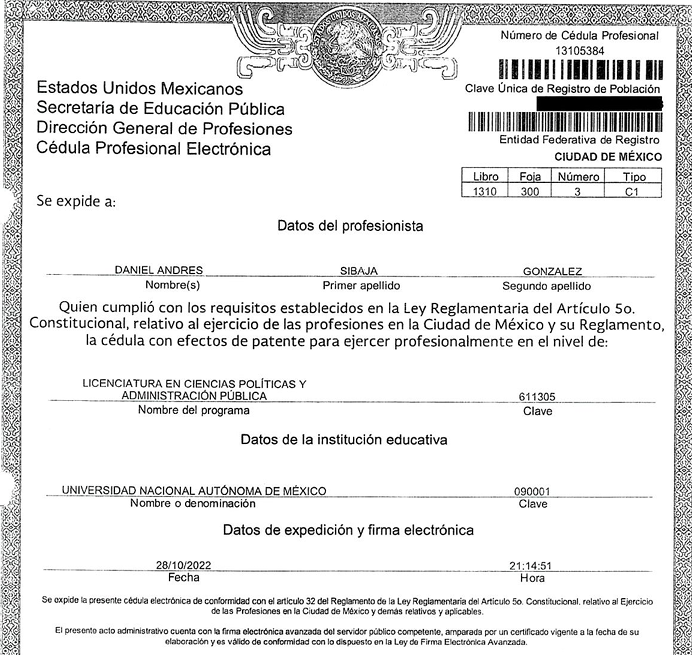 Número de Cédula Profesional
13105384
Clave Única de Registro de Población
Entidad Federativa de Registro
CIUDAD DE MÉXICO
Libro Foja Número Tipo
1310 300 3 C1
Estados Unidos Mexicanos
Secretaría de Educación Pública
Dirección General de Profesiones
Cédula Profesional Electrónica
Se expide a:
Datos del profesionista
DANIEL ANDRES SIBAJA GONZALEZ
Nombre(s) Primer apellido Segundo apellido
Quien cumplió con los requisitos establecidos en la Ley Reglamentaria del Artículo 5o.
Constitucional, relativo al ejercicio de las profesiones en la Ciudad de México y su Reglamento,
la cédula con efectos de patente para ejercer profesionalmente en el nivel de:
LICENCIATURA EN CIENCIAS POLÍTICAS Y
ADMINISTRACIÓN PÚBLICA 611305
Nombre del programa Clave
Datos de la institución educativa
UNIVERSIDAD NACIONAL AUTÓNOMA DE MÉXICO 090001
Nombre o denominación Clave
Datos de expedición y firma electrónica
28/10/2022 21:14:51
Fecha Hora
Se expide la presente cédula electrónica de conformidad con el artículo 32 del Reglamento de la Ley Reglamentaria del Artículo 5o. Constitucional, relativo al Ejercicio
de las Profesiones en la Ciudad de México y demás relativos y aplicables.
El presente acto administrativo cuenta con la firma electrónica avanzada del servidor público competente, amparada por un certificado vigente a la fecha de su
elaboración y es válido de conformidad con lo dispuesto en la Ley de Firma Electrónica Avanzada.